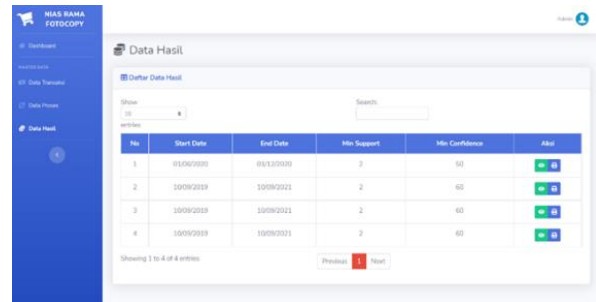 NIAS RAMA
FOTOCOPY
Admin
Dashboard
MASTER DATA
Data Transaksi
Data Proses
Data Hasil
Data Hasil
Daftar Data Hasil
Show
10
entries
Search:
No Start Date End Date Min Support Min Confidence Aksi
1 01/06/2020 03/12/2020 2 60
2 10/09/2019 10/09/2021 2 60
3 10/09/2019 10/09/2021 2 60
4 10/09/2019 10/09/2021 2 60
Showing 1 to 4 of 4 entries
Previous 1 Next